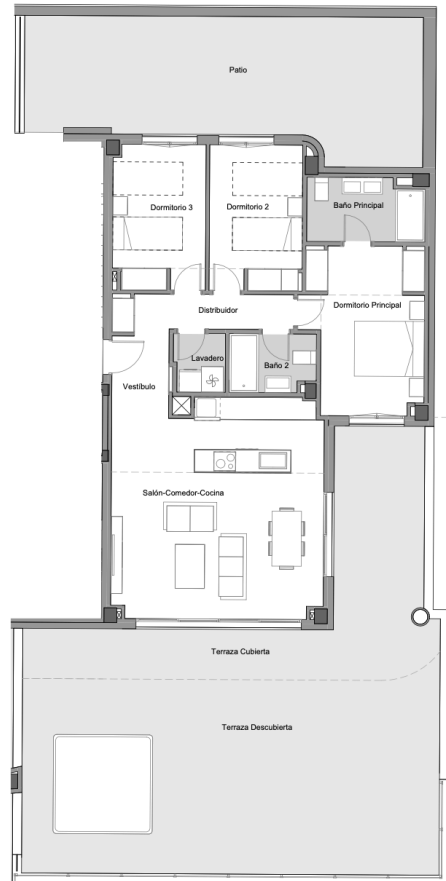 Patio
Dormitorio 3
Dormitorio 2
Baño Principal
Dormitorio Principal
Distribuidor
Lavadero
Baño 2
Vestíbulo
Salón-Comedor-Cocina
Terraza Cubierta
Terraza Descubierta